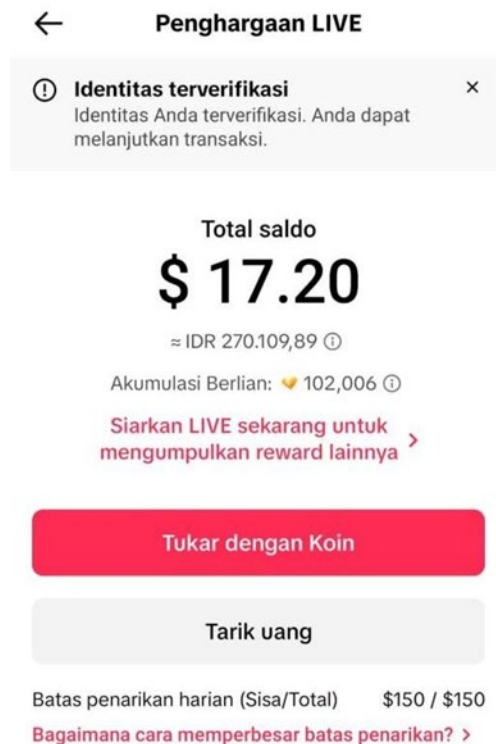 Penghargaan LIVE
Identitas terverifikasi
Identitas Anda terverifikasi. Anda dapat
melanjutkan transaksi.
Total saldo
$ 17.20
≈ IDR 270.109,89
Akumulasi Berlian: 102,006
Siarkan LIVE sekarang untuk
mengumpulkan reward lainnya
Tukar dengan Koin
Tarik uang
Batas penarikan harian (Sisa/Total) $150 / $150
Bagaimana cara memperbesar batas penarikan?